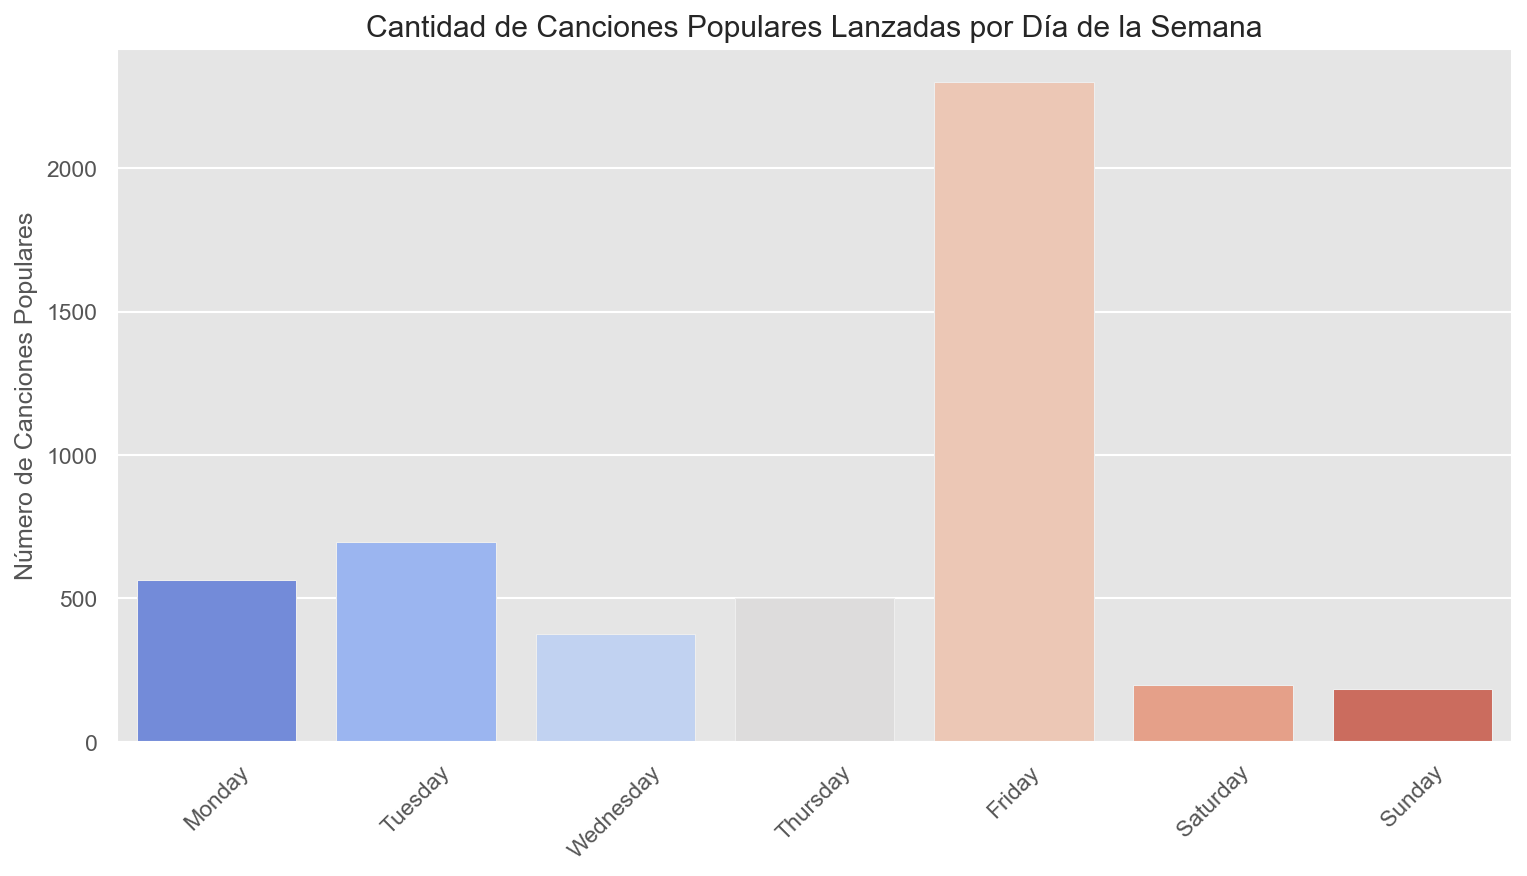 Cantidad de Canciones Populares Lanzadas por Día de la Semana
Número de Canciones Populares
2000
1500
1000
500
0
Monday
Tuesday
Wednesday
Thursday
Friday
Saturday
Sunday